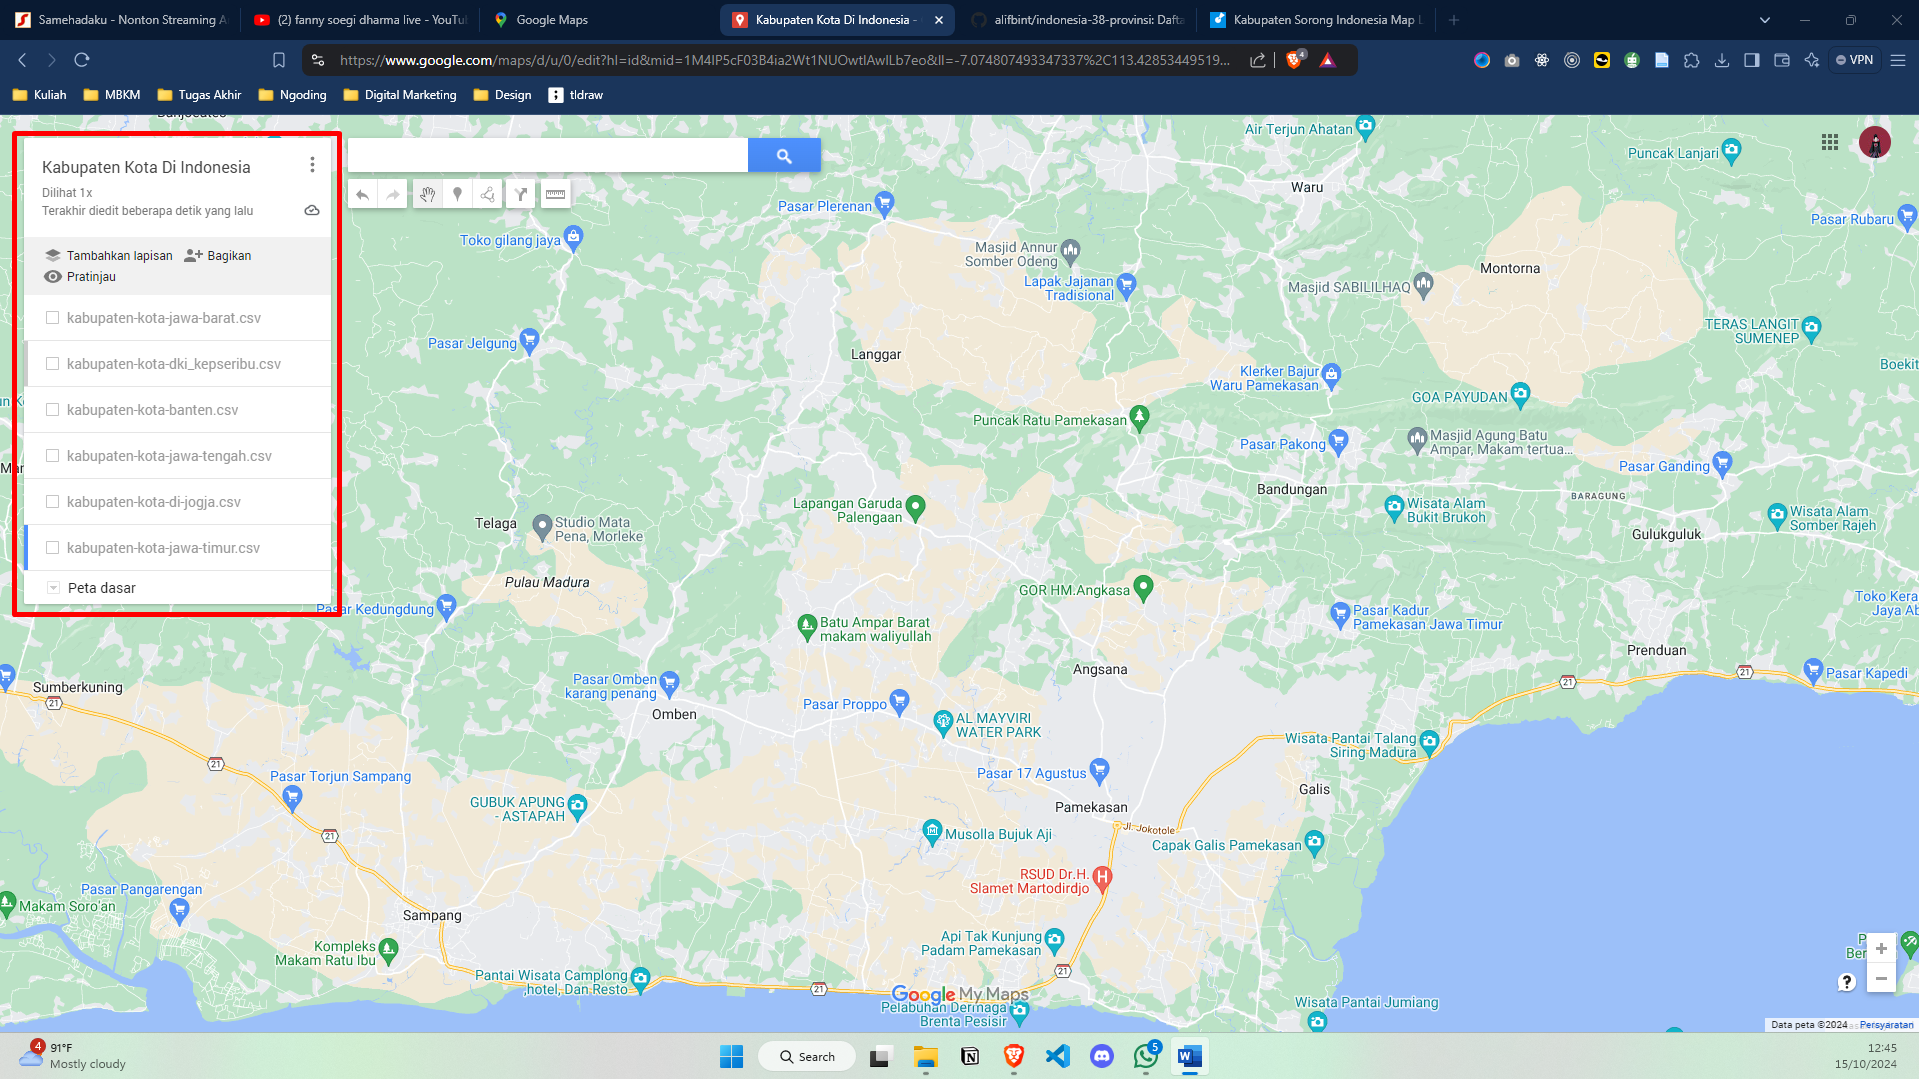 Samehadaku - Nonton Streaming A
(2) fanny soegi dharma live - YouTu
Google Maps
Kabupaten Kota Di Indonesia -
alifbint/indonesia-38-provinsi: Dafta
Kabupaten Sorong Indonesia Map L
https://www.google.com/maps/d/u/0/edit?hl=id&mid=1M4IP5cF03B4ia2Wt1NUOwtlAwlLb7eo&ll=-7.074807493347337%2C113.42853449519...
4
VPN
Kuliah
MBKM
Tugas Akhir
Ngoding
Digital Marketing
Design
tldraw
Kabupaten Kota Di Indonesia
Dilihat 1x
Terakhir diedit beberapa detik yang lalu
Tambahkan lapisan
Bagikan
Pratinjau
kabupaten-kota-jawa-barat.csv
kabupaten-kota-dki_kepseribu.csv
kabupaten-kota-banten.csv
kabupaten-kota-jawa-tengah.csv
kabupaten-kota-di-jogja.csv
kabupaten-kota-jawa-timur.csv
Peta dasar
Air Terjun Ahatan
Puncak Lanjari
Waru
Pasar Plerenan
Pasar Rubaru
Toko gilang jaya
Masjid Annur
Somber Odeng
Montorna
Lapak Jajanan
Tradisional
Masjid SABILILHAQ
TERAS LANGIT
SUMENEP
Pasar Jelgung
Langgar
Boekit
Klerker Bajur
Waru Pamekasan
GOA PAYUDAN
Puncak Ratu Pamekasan
Pasar Pakong
Masjid Agung Batu
Ampar, Makam tertua...
Pasar Ganding
Bandungan
BARAGUNG
Lapangan Garuda
Palengaan
Wisata Alam
Bukit Brukoh
Wisata Alam
Somber Rajeh
Telaga
Studio Mata
Pena, Morleke
Gulukguluk
Pulau Madura
GOR HM.Angkasa
Pasar Kedungdung
Toko Kera
Jaya Ab
Pasar Kadur
Pamekasan Jawa Timur
Batu Ampar Barat
makam waliyullah
Prenduan
Angsana
Pasar Kapedi
Sumberkuning
21
Pasar Omben
karang penang
21
21
Pasar Proppo
Omben
AL MAYVIRI
WATER PARK
Wisata Pantai Talang
Siring Madura
21
Pasar Torjun Sampang
Pasar 17 Agustus
Galis
GUBUK APUNG
- ASTAPAH
Pamekasan
21
Jl. Jokotole
Musolla Bujuk Aji
Capak Galis Pamekasan
RSUD Dr.H.
Slamet Martodirdjo
Pasar Pangarengan
Makam Soro'an
Sampang
Kompleks
Makam Ratu Ibu
Api Tak Kunjung
Padam Pamekasan
21
Pantai Wisata Camplong
,hotel, Dan Resto
21
Google My Maps
Pelabuhan Dermaga
Brenta Pesisir
Wisata Pantai Jumiang
Data peta ©2024
Persyaratan
4
91°F
Mostly cloudy
Search
5
12:45
15/10/2024